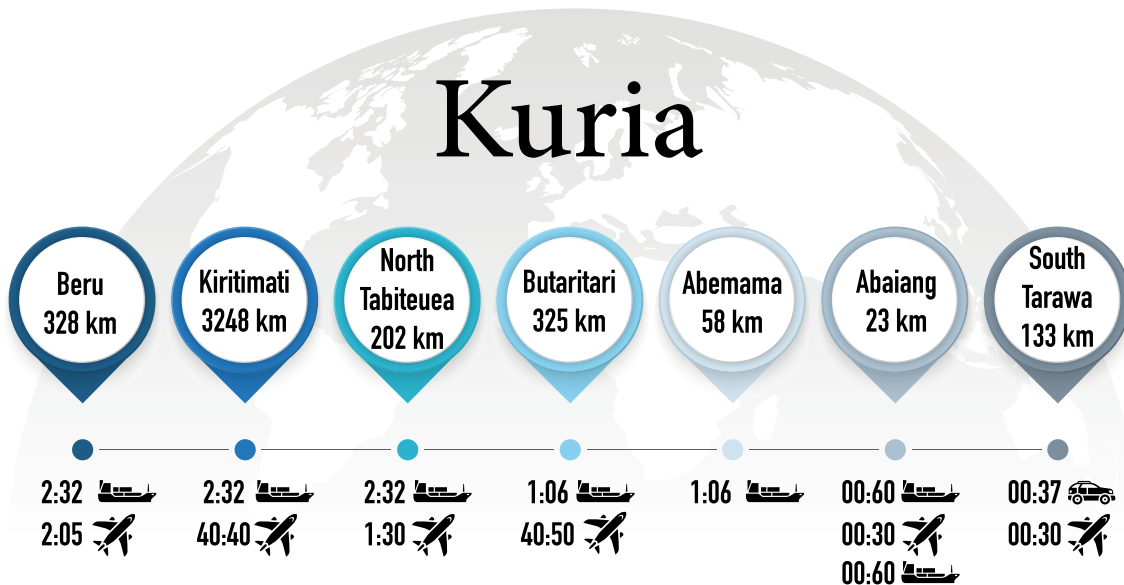 Kuria
Beru
328 km
Kiritimati
3248 km
North
Tabiteuea
202 km
Butaritari
325 km
Abemama
58 km
Abaiang
23 km
South
Tarawa
133 km
2:32
2:05
2:32
40:40
2:32
1:30
1:06
40:50
1:06
00:60
00:30
00:60
00:37
00:30